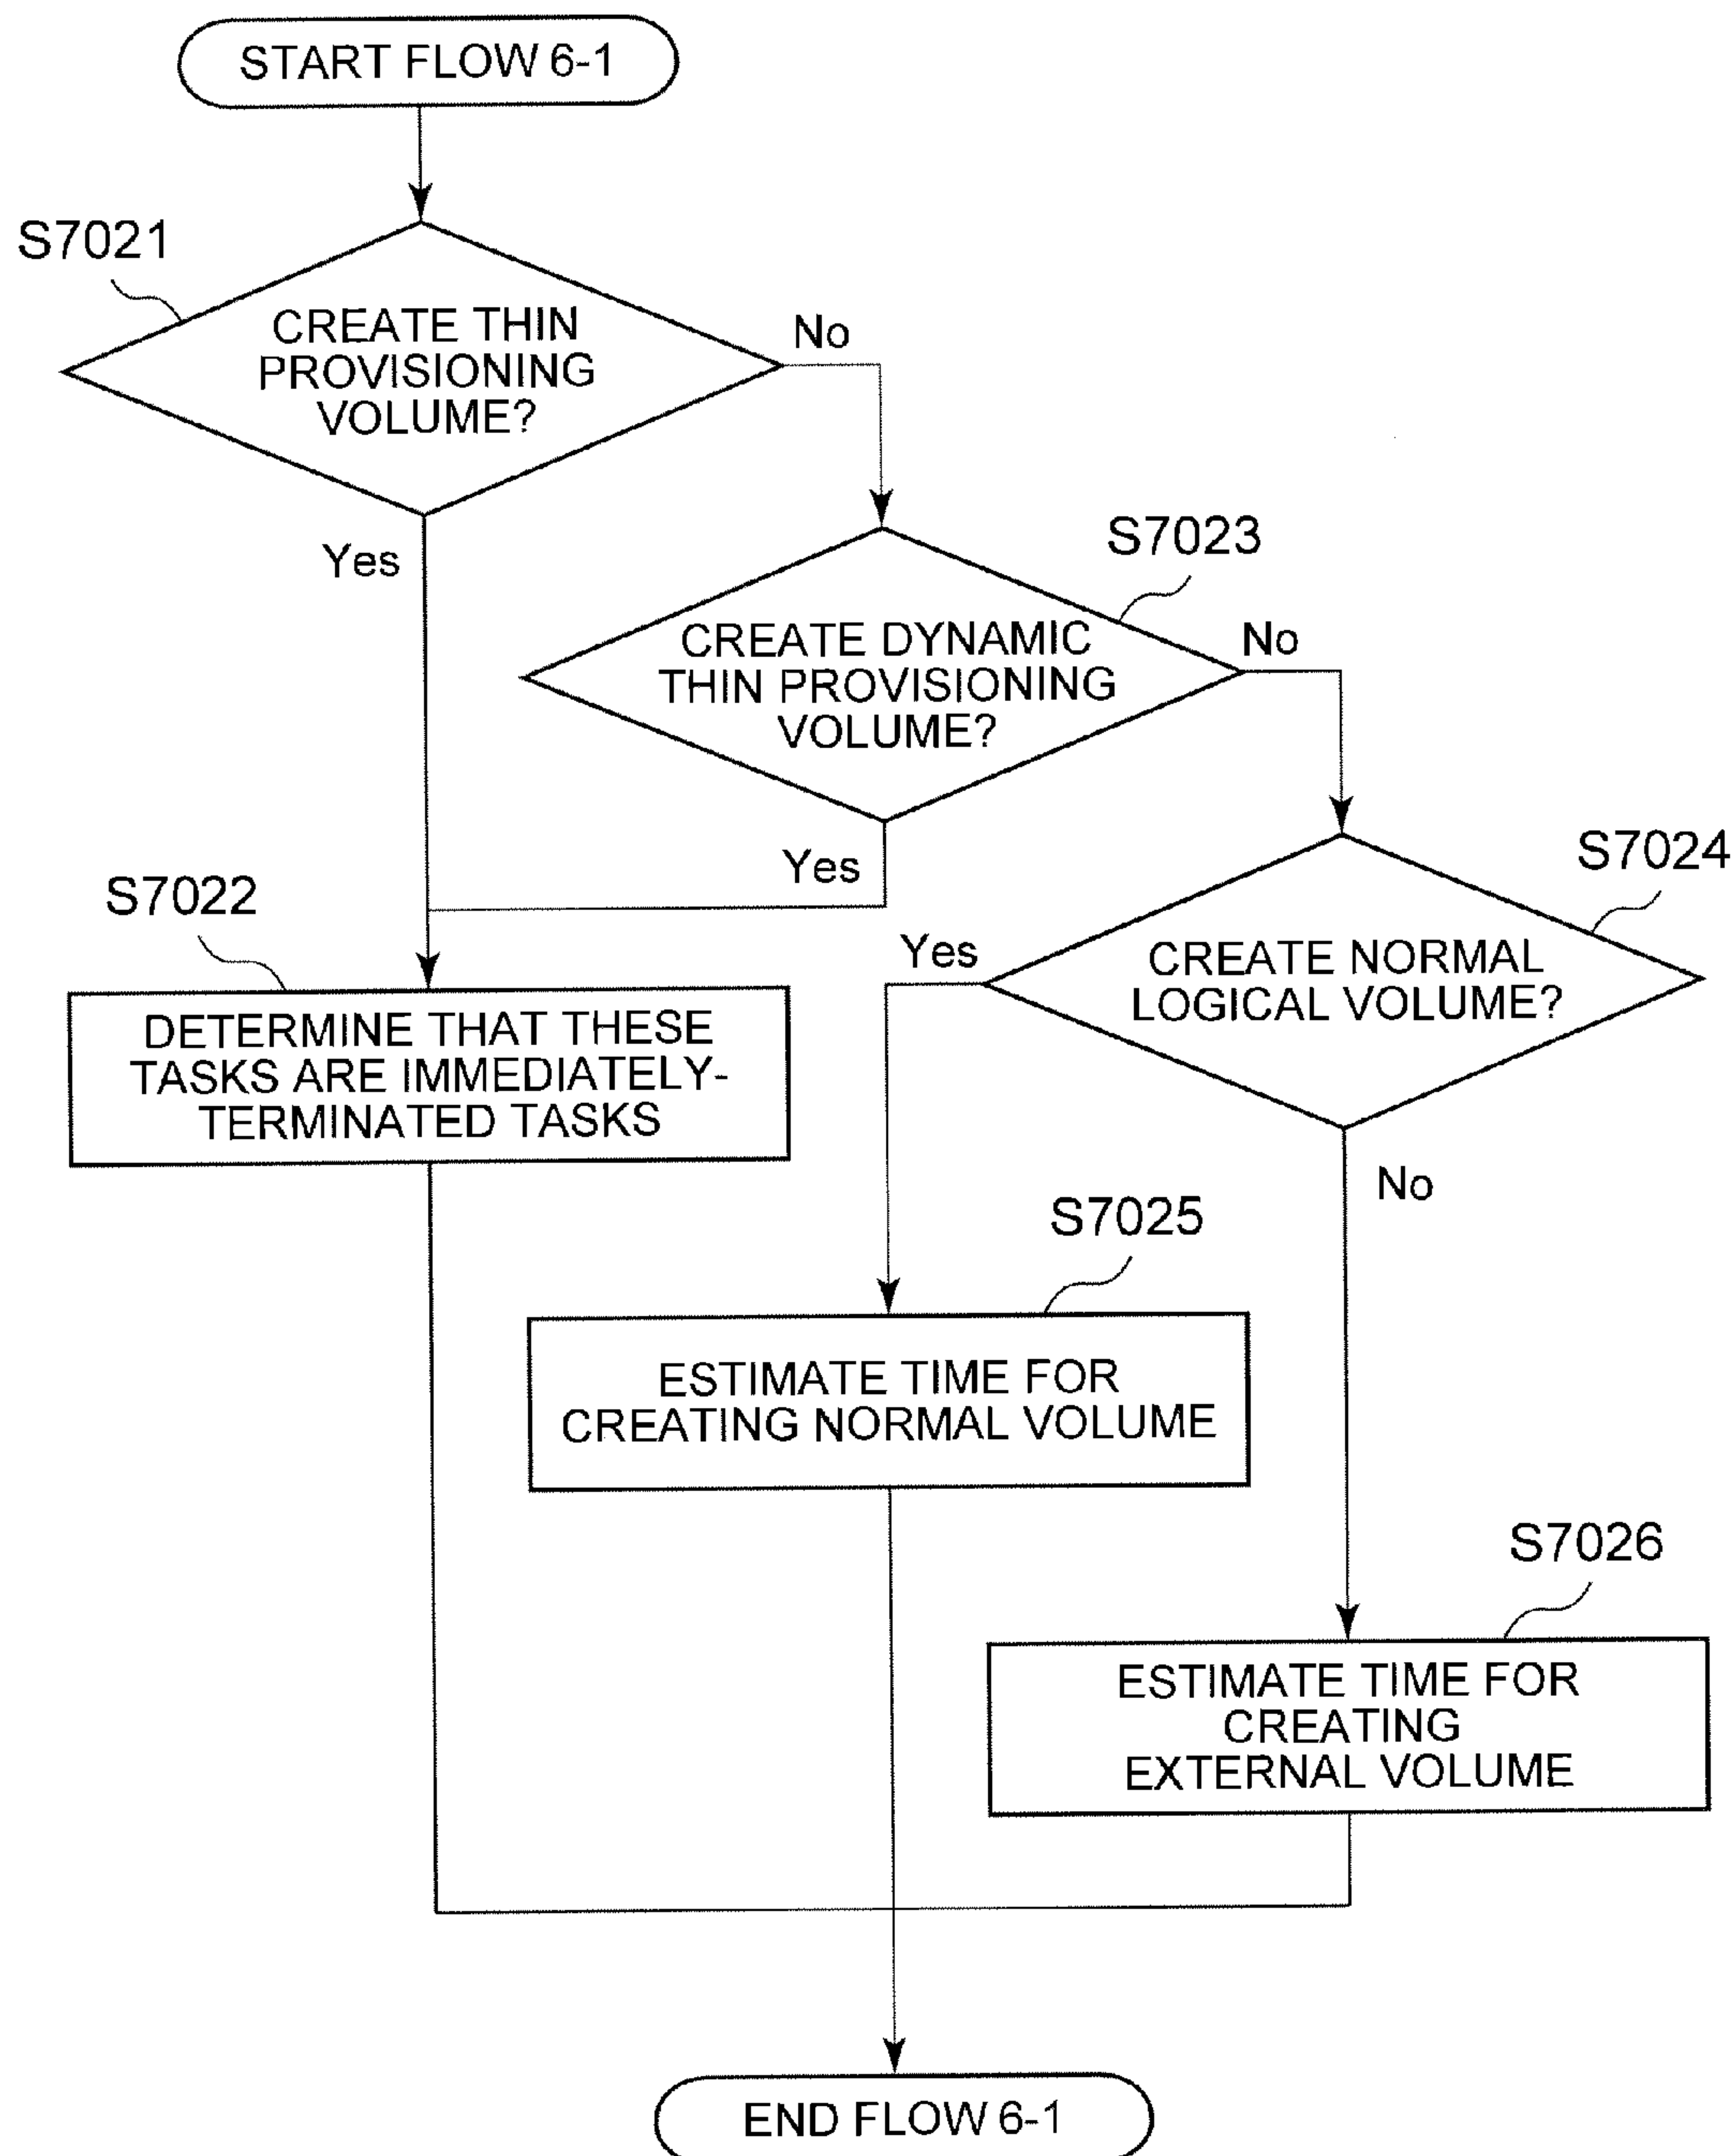 START FLOW 6-1
S7021
CREATE THIN
PROVISIONING
VOLUME?
No
Yes
S7023
CREATE DYNAMIC
THIN PROVISIONING
VOLUME?
No
Yes
S7022
DETERMINE THAT THESE
TASKS ARE IMMEDIATELY-
TERMINATED TASKS
S7024
CREATE NORMAL
LOGICAL VOLUME?
Yes
No
S7025
ESTIMATE TIME FOR
CREATING NORMAL VOLUME
S7026
ESTIMATE TIME FOR
CREATING
EXTERNAL VOLUME
END FLOW 6-1